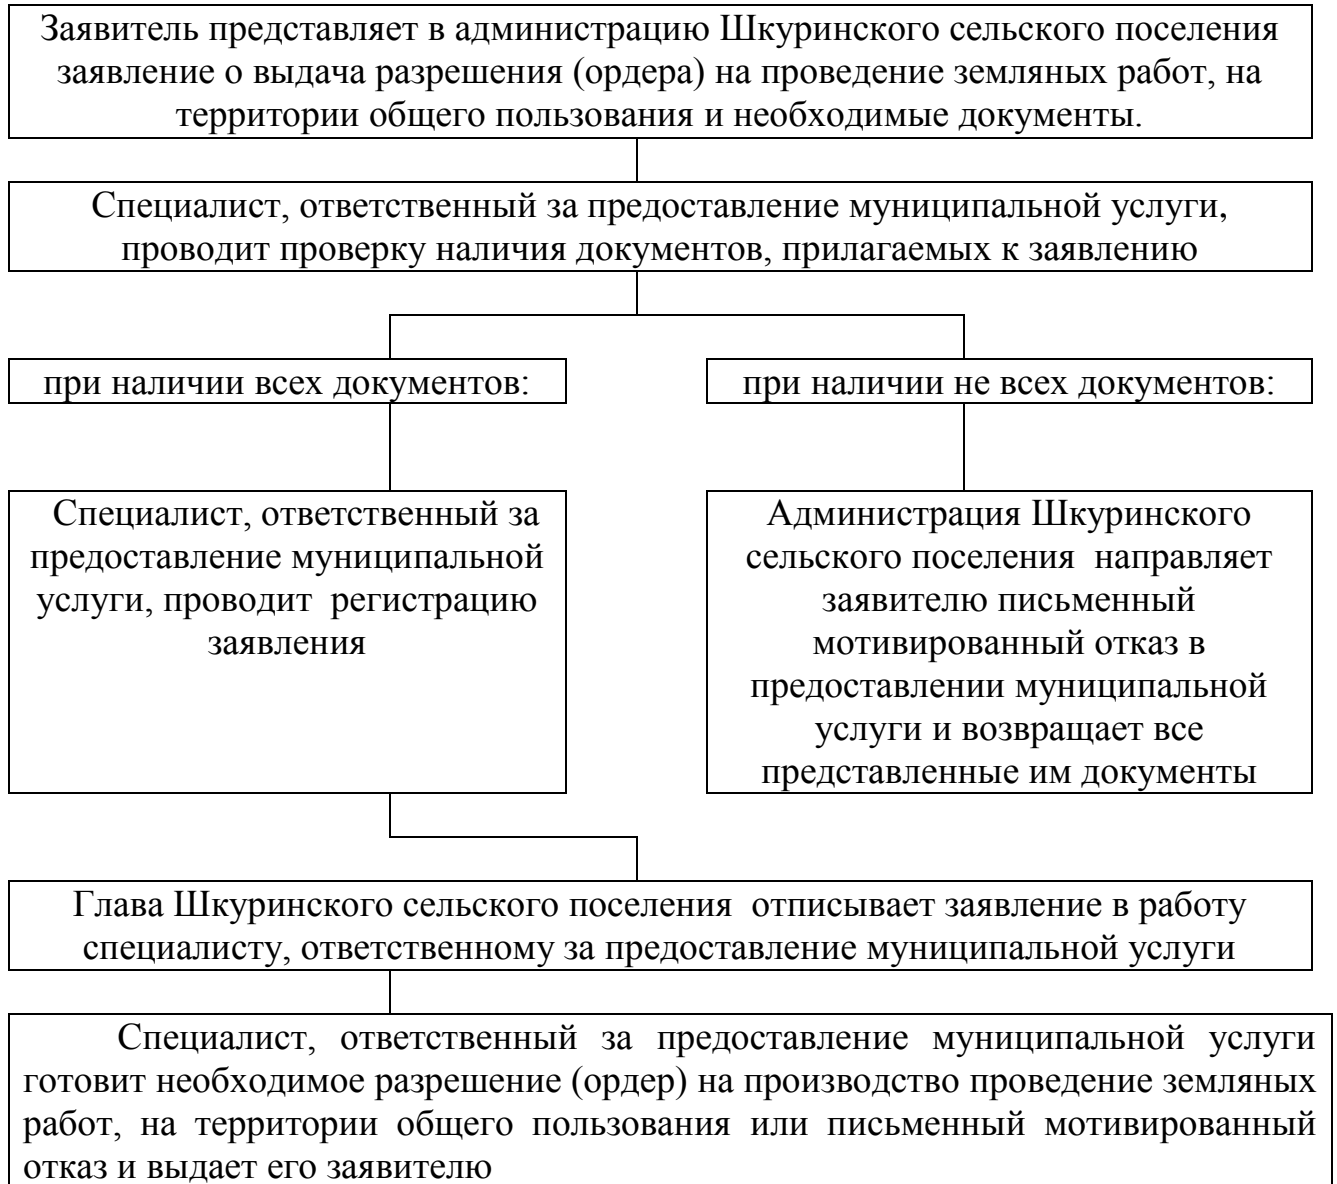 Заявитель представляет в администрацию Шкуринского сельского поселения
заявление о выдача разрешения (ордера) на проведение земляных работ, на
территории общего пользования и необходимые документы.
Специалист, ответственный за предоставление муниципальной услуги,
проводит проверку наличия документов, прилагаемых к заявлению
при наличии всех документов:
при наличии не всех документов:
Специалист, ответственный за
предоставление муниципальной
услуги, проводит регистрацию
заявления
Администрация Шкуринского
сельского поселения направляет
заявителю письменный
мотивированный отказ в
предоставлении муниципальной
услуги и возвращает все
представленные им документы
Глава Шкуринского сельского поселения отписывает заявление в работу
специалисту, ответственному за предоставление муниципальной услуги
Специалист, ответственный за предоставление муниципальной услуги
готовит необходимое разрешение (ордер) на производство проведение земляных
работ, на территории общего пользования или письменный мотивированный
отказ и выдает его заявителю